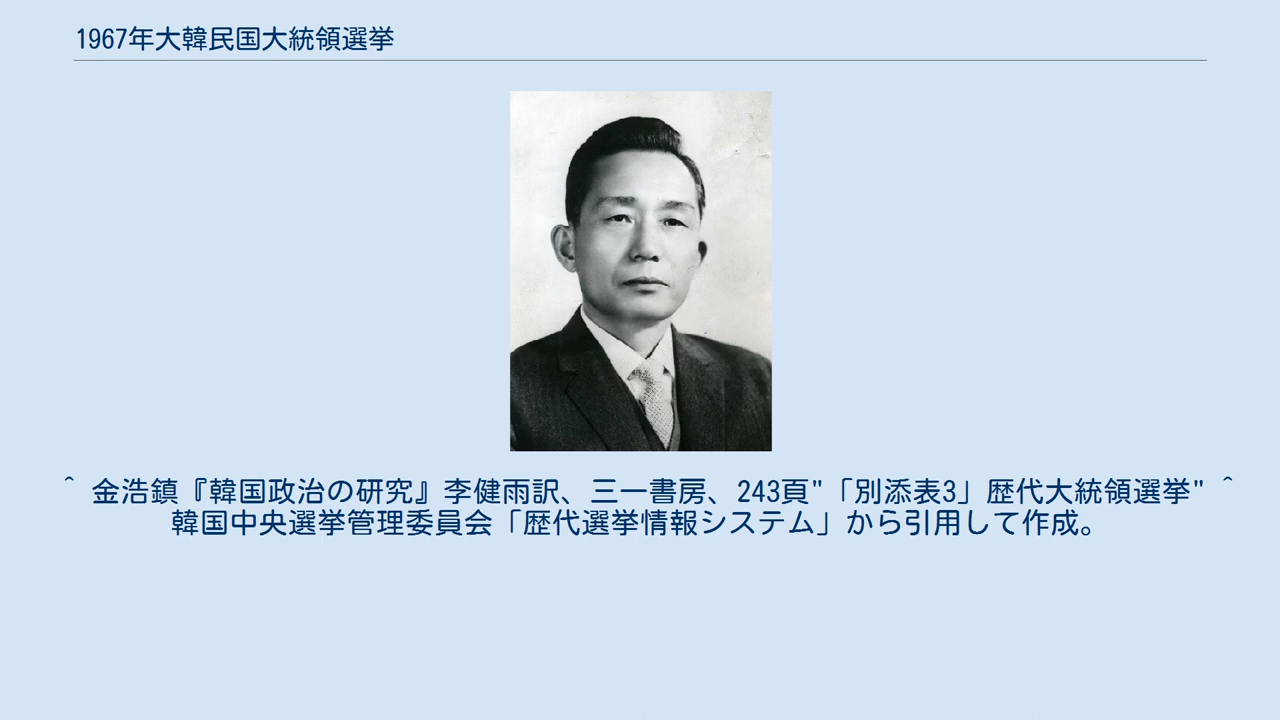 1967年大韓民国大統領選挙
^ 金浩鎮『韓国政治の研究』李健雨訳、三一書房、243頁"「別添表3」歴代大統領選挙" ^
韓国中央選挙管理委員会「歴代選挙情報システム」から引用して作成。